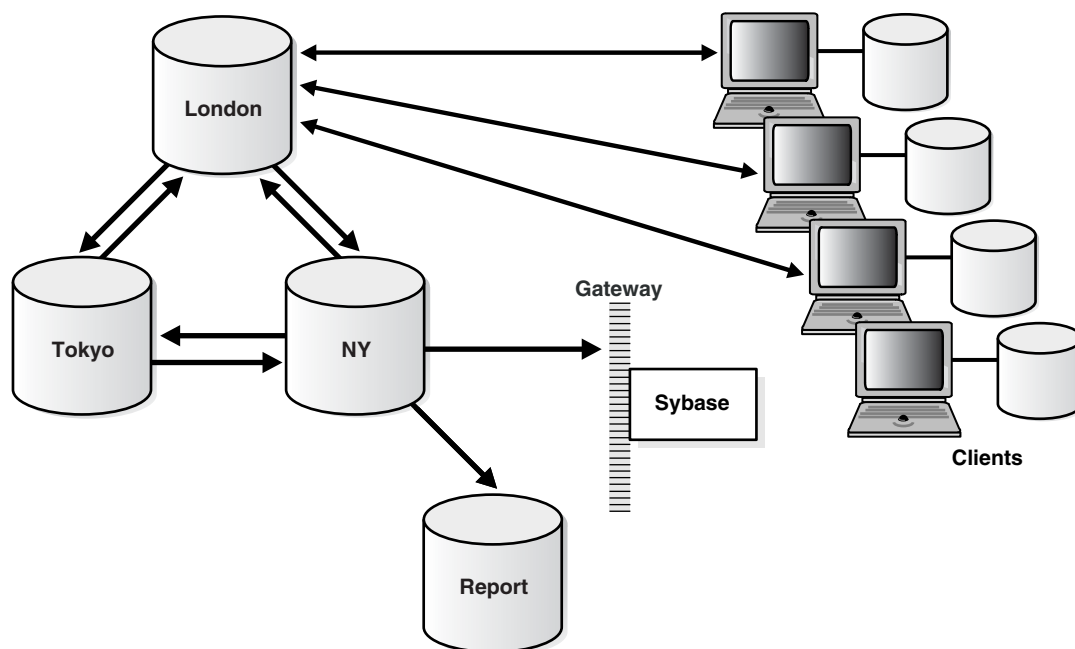 London
Tokyo
NY
Gateway
Sybase
Clients
Report